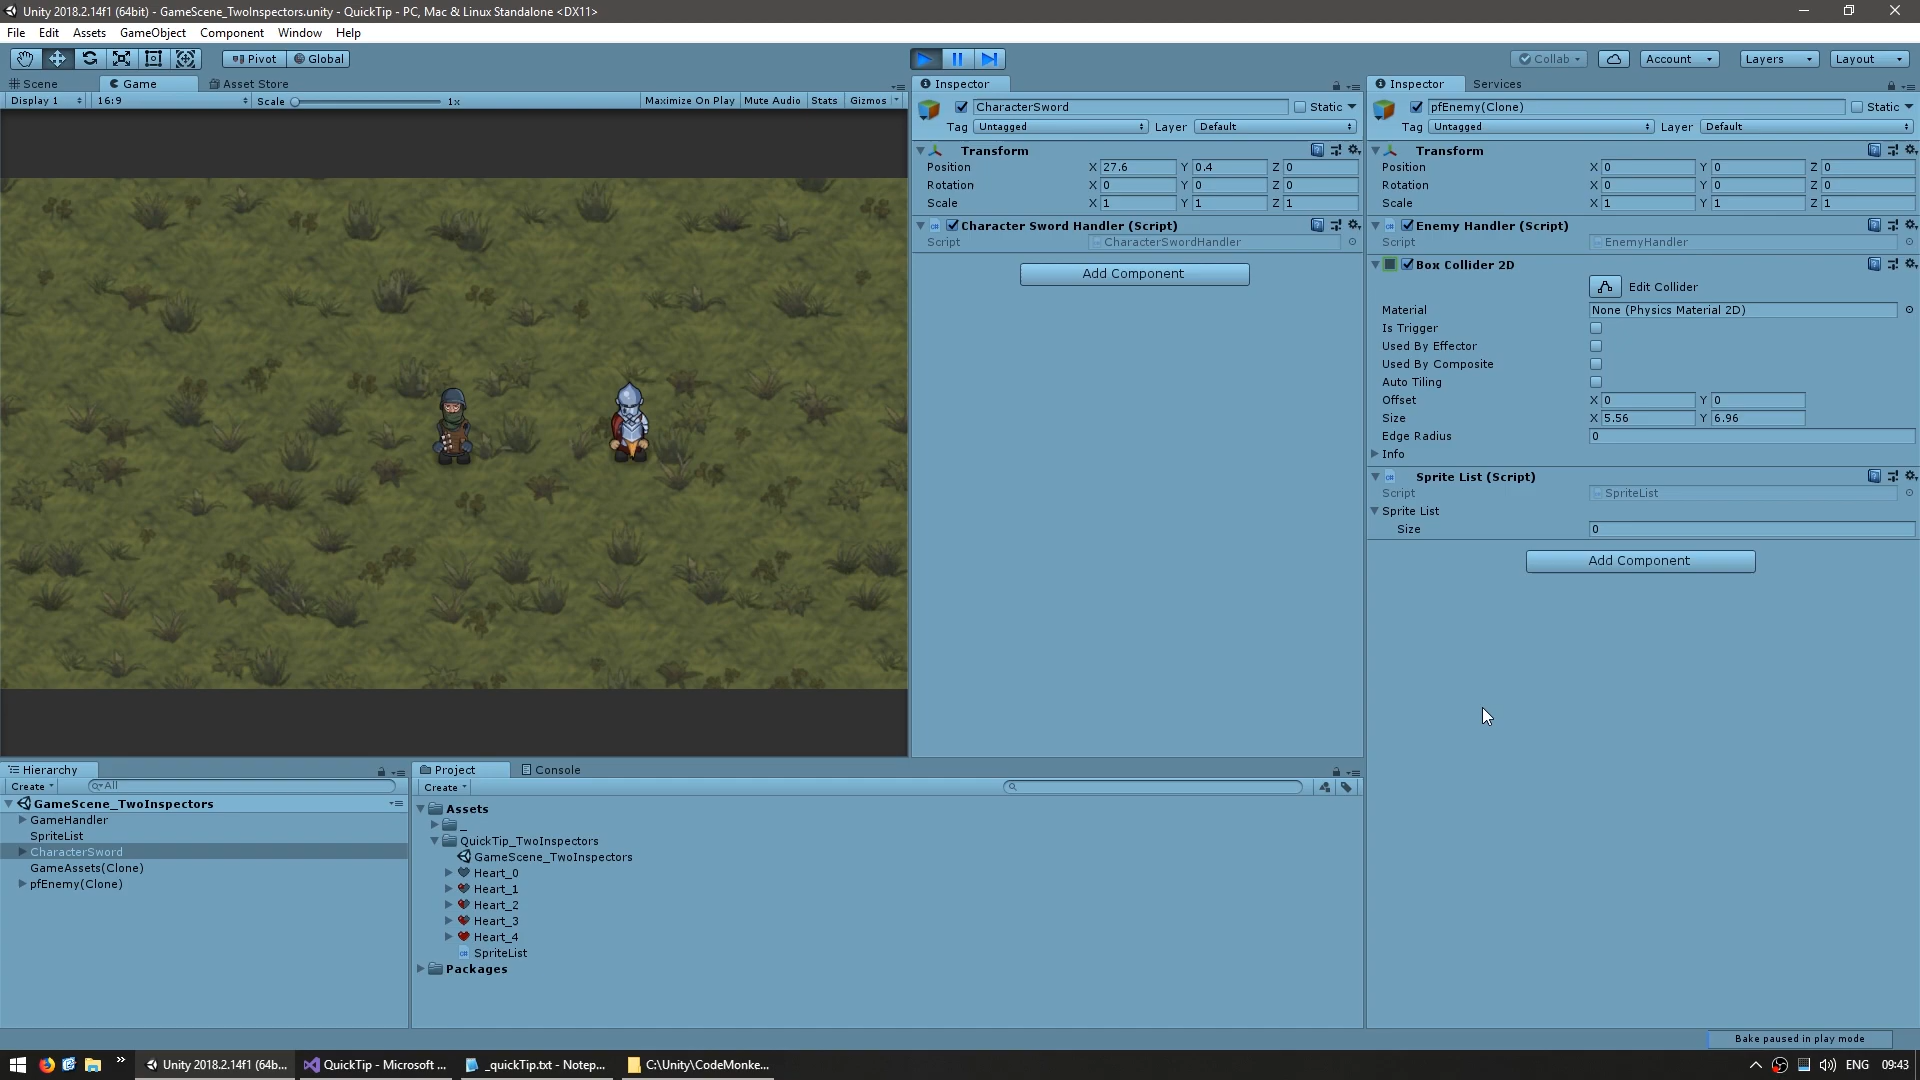 Unity 2018.2.14f1 (64bit) - GameScene_TwoInspectors.unity - QuickTip - PC, Mac & Linux Standalone <DX11>
File Edit Assets GameObject Component Window Help
Pivot Global Collab Account Layers Layout
Scene Game Asset Store
Display 1 16:9 Scale 1x Maximize On Play Mute Audio Stats Gizmos
Inspector
CharacterSword Static
Tag Untagged Layer Default
Transform
Position X 27.6 Y 0.4 Z 0
Rotation X 0 Y 0 Z 0
Scale X 1 Y 1 Z 1
Character Sword Handler (Script)
Script CharacterSwordHandler
Add Component
Inspector Services
pfEnemy(Clone) Static
Tag Untagged Layer Default
Transform
Position X 0 Y 0 Z 0
Rotation X 0 Y 0 Z 0
Scale X 1 Y 1 Z 1
Enemy Handler (Script)
Script EnemyHandler
Box Collider 2D
Edit Collider
Material None (Physics Material 2D)
Is Trigger
Used By Effector
Used By Composite
Auto Tiling
Offset X 0 Y 0
Size X 5.56 Y 6.96
Edge Radius 0
Info
Sprite List (Script)
Script SpriteList
Sprite List
Size 0
Add Component
Hierarchy
Create All
GameScene_TwoInspectors
GameHandler
SpriteList
CharacterSword
GameAssets(Clone)
pfEnemy(Clone)
Project Console
Create
Assets
_
QuickTip_TwoInspectors
GameScene_TwoInspectors
Heart_0
Heart_1
Heart_2
Heart_3
Heart_4
SpriteList
Packages
Bake paused in play mode
Unity 2018.2.14f1 (64b... QuickTip - Microsoft ... _quickTip.txt - Notep... C:\Unity\CodeMonke... ENG 09:43